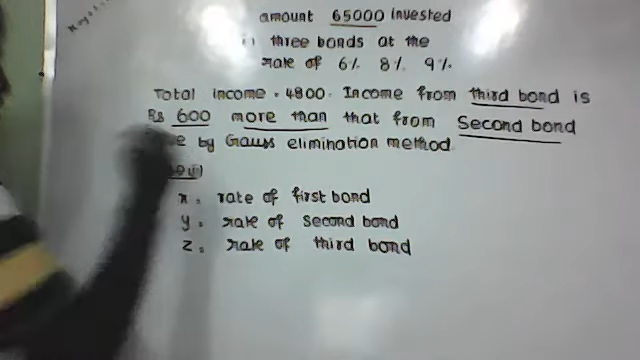 amount 65000 invested
three bonds at the
rate of 6% 8% 9%.
Total income = 4800. Income from third bond is
Rs 600 more than that from Second bond
by Gauss elimination method.
x = rate of first bond
y = rate of second bond
z = rate of third bond